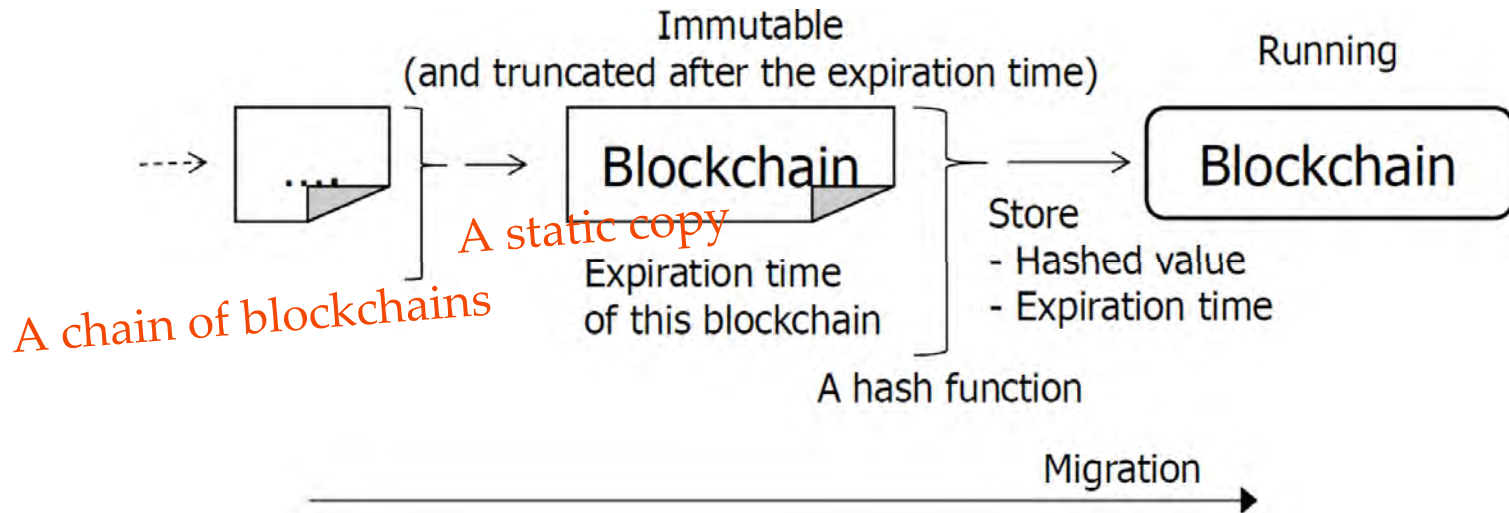 Immutable
(and truncated after the expiration time)
Running
....
Blockchain
Blockchain
A static copy
A chain of blockchains
Expiration time
of this blockchain
Store
- Hashed value
- Expiration time
A hash function
Migration